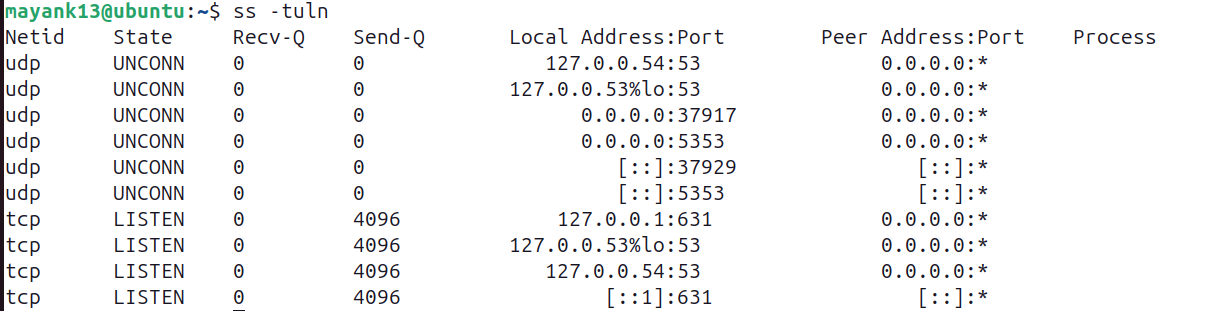 mayank13@ubuntu:~$ ss -tuln
Netid State Recv-Q Send-Q Local Address:Port Peer Address:Port Process
udp UNCONN 0 0 127.0.0.54:53 0.0.0.0:*
udp UNCONN 0 0 127.0.0.53%lo:53 0.0.0.0:*
udp UNCONN 0 0 0.0.0.0:37917 0.0.0.0:*
udp UNCONN 0 0 0.0.0.0:5353 0.0.0.0:*
udp UNCONN 0 0 [::]:37929 [::]:*
udp UNCONN 0 0 [::]:5353 [::]:*
tcp LISTEN 0 4096 127.0.0.1:631 0.0.0.0:*
tcp LISTEN 0 4096 127.0.0.53%lo:53 0.0.0.0:*
tcp LISTEN 0 4096 127.0.0.54:53 0.0.0.0:*
tcp LISTEN 0 4096 [::1]:631 [::]:*